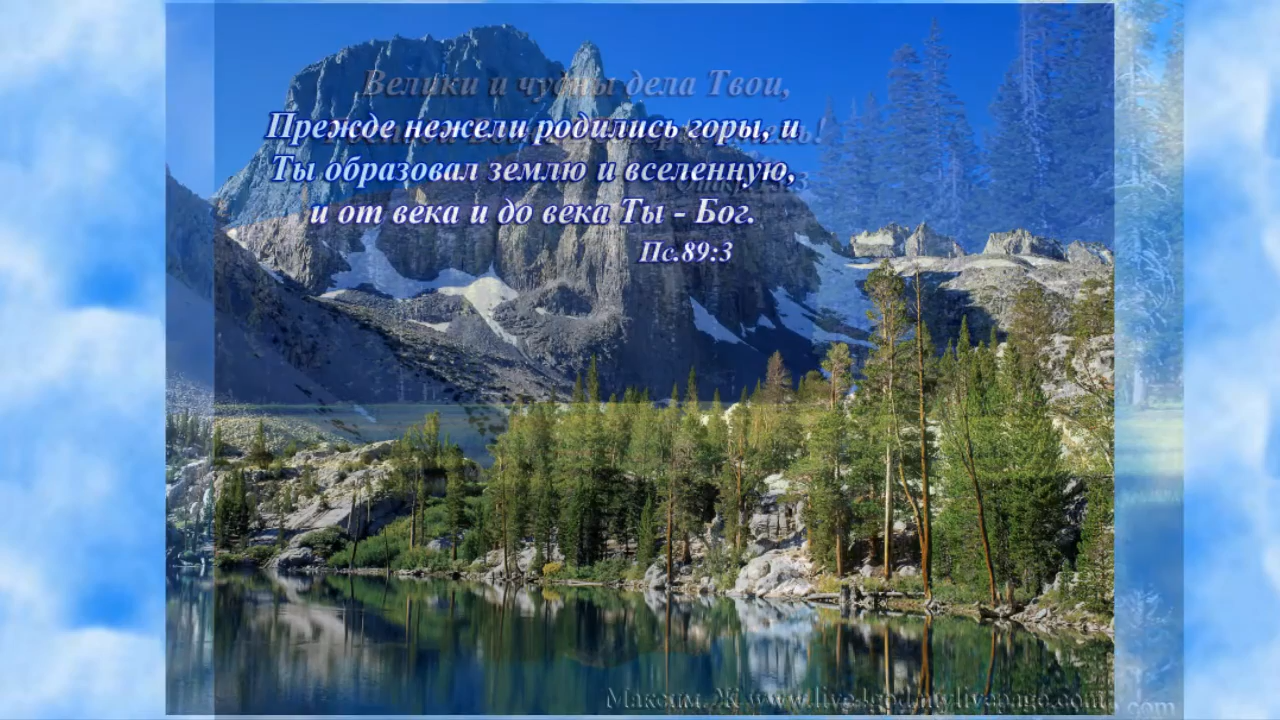 Велики и чудны дела Твои,
Прежде нежели родились горы, и
Ты образовал землю и вселенную,
и от века и до века Ты - Бог.
Пс.89:3
Максим. Ж